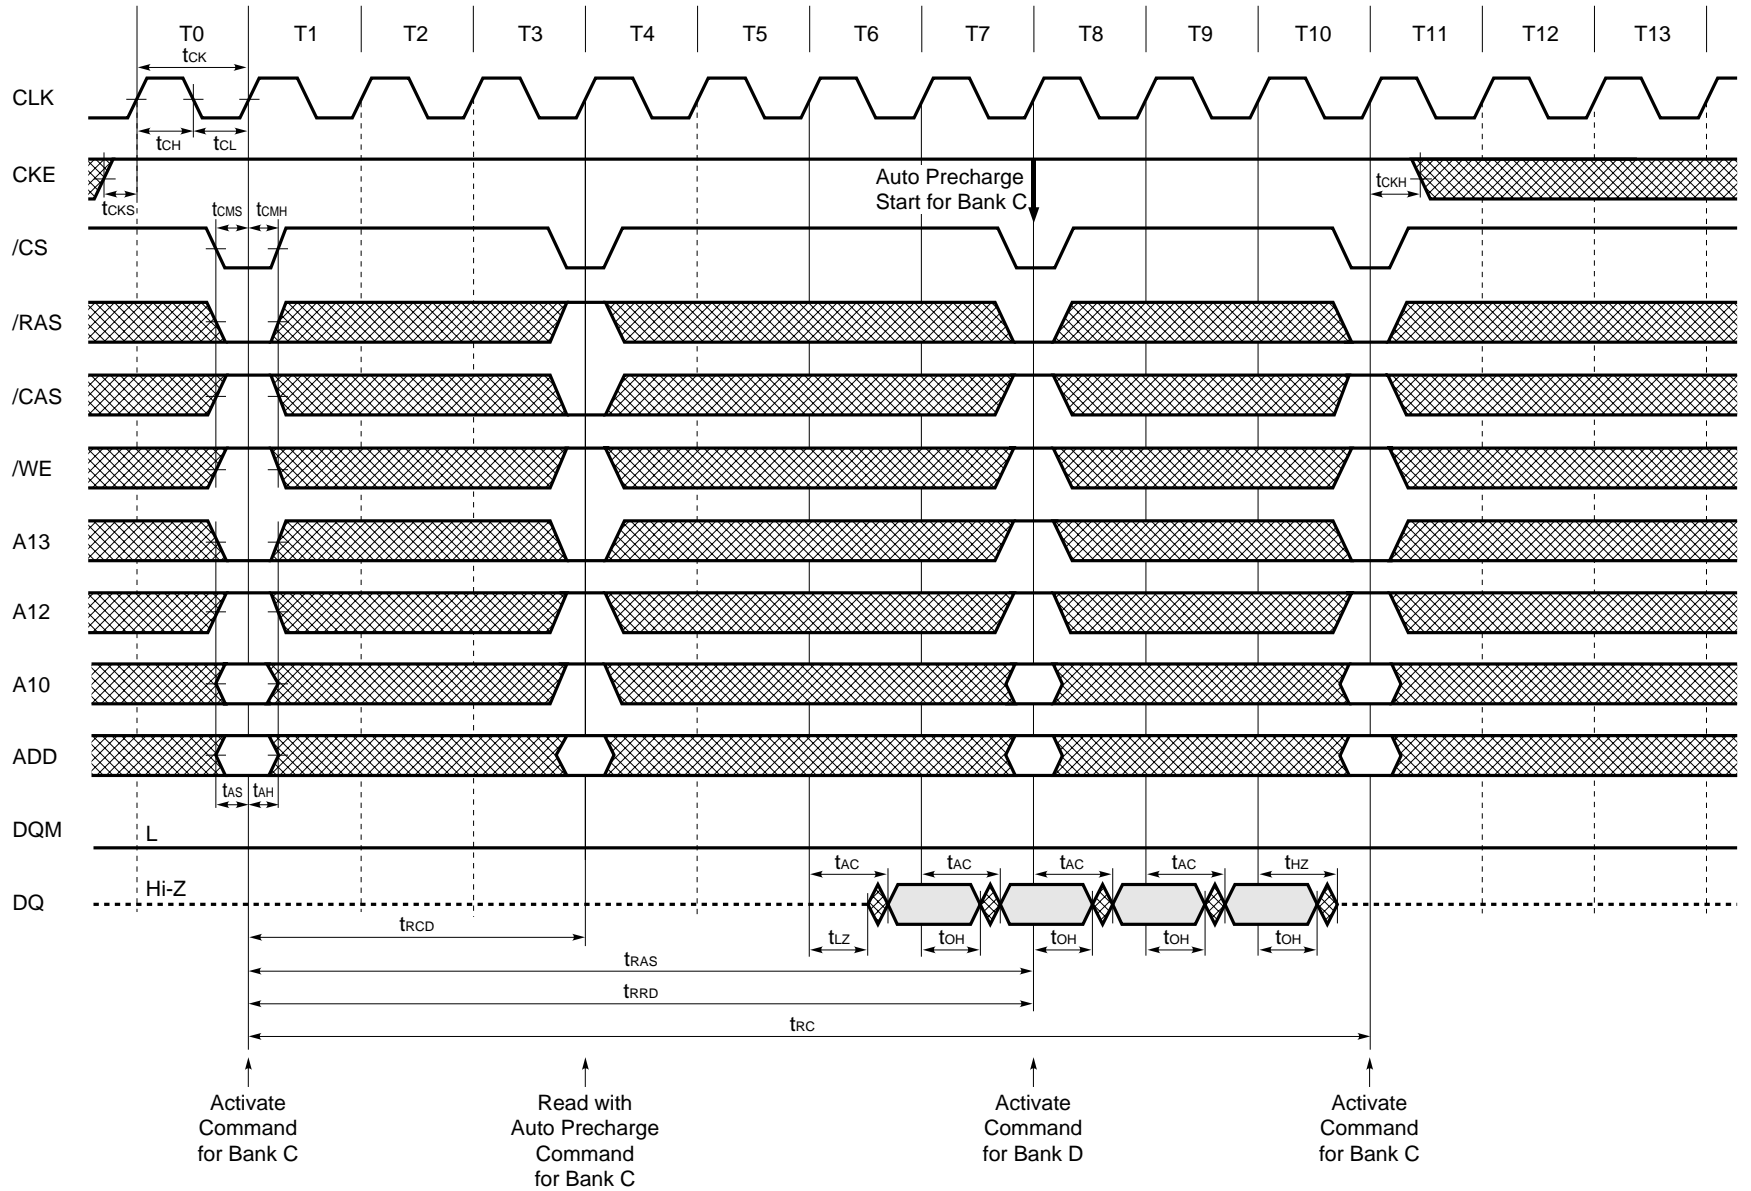 T0 T1 T2 T3 T4 T5 T6 T7 T8 T9 T10 T11 T12 T13
tCK
CLK
tCH tCL
CKE
Auto Precharge
Start for Bank C
tCKH
tCKS
tCMS tCMH
/CS
/RAS
/CAS
/WE
A13
A12
A10
ADD
tAS tAH
DQM
L
tAC tAC tAC tAC tHZ
Hi-Z
DQ
tRCD
tLZ tOH tOH tOH tOH
tRAS
tRRD
tRC
Activate
Command
for Bank C
Read with
Auto Precharge
Command
for Bank C
Activate
Command
for Bank D
Activate
Command
for Bank C